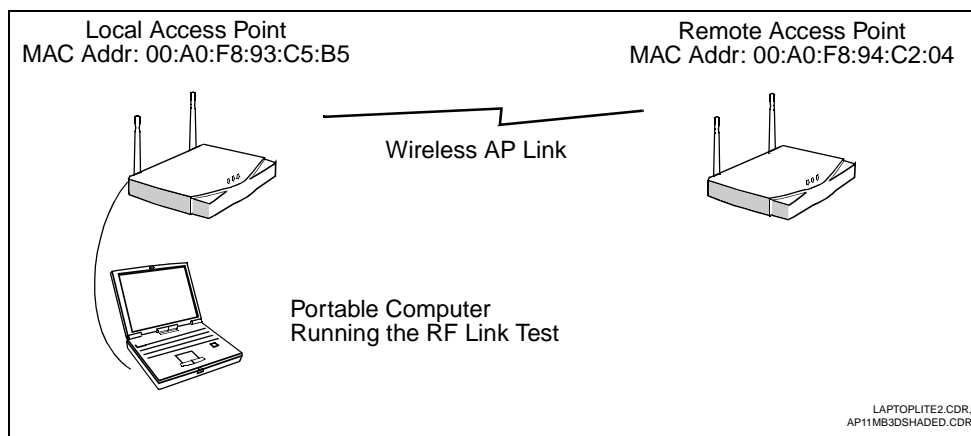 Local Access Point
MAC Addr: 00:A0:F8:93:C5:B5
Remote Access Point
MAC Addr: 00:A0:F8:94:C2:04
Wireless AP Link
Portable Computer
Running the RF Link Test
LAPTOPLITE2.CDR,
AP11MB3DSHADED.CDR